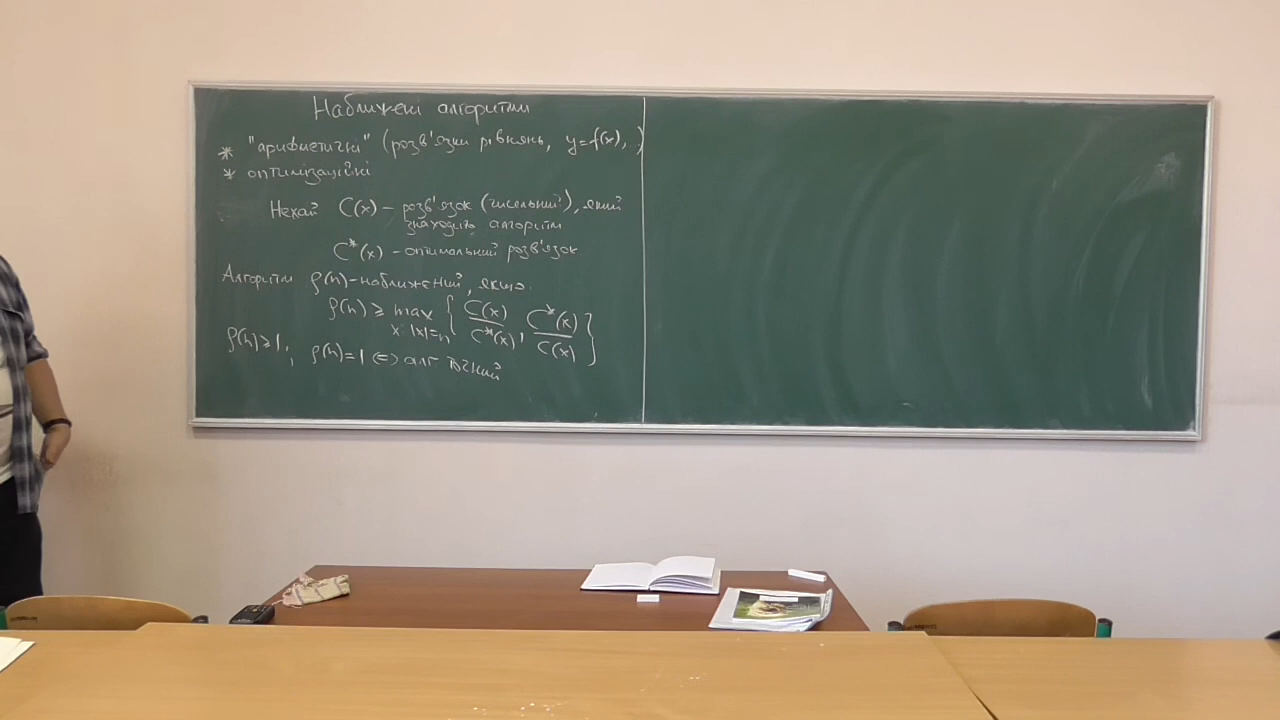 Наближені алгоритми
* "арифметичні" (розв'язки рівнянь, y=f(x),..)
* оптимізаційні
Нехай C(x) – розв'язок (чисельний), який
знаходить алгоритм
C*(x) – оптимальний розв'язок
Алгоритм ρ(n)-наближений, якщо:
ρ(n) ≥ max { C(x)/C*(x), C*(x)/C(x) }
x: |x|=n
ρ(n)≥1; ρ(n)=1 ⇔ алг точний